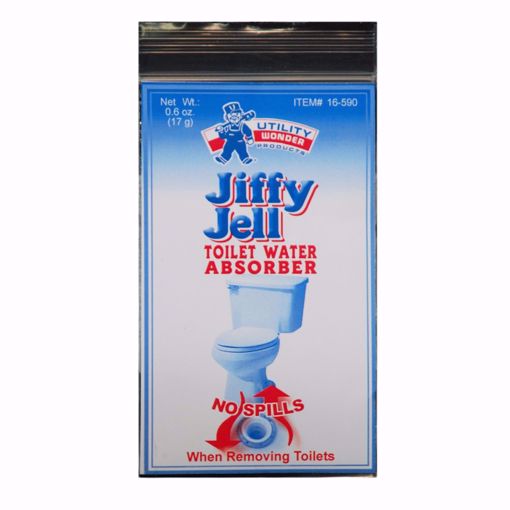 Net Wt.:
0.6 oz.
(17 g)
ITEM# 16-590
UTILITY
WONDER
PRODUCTS
Jiffy
Jell
TOILET WATER
ABSORBER
NO SPILLS
When Removing Toilets